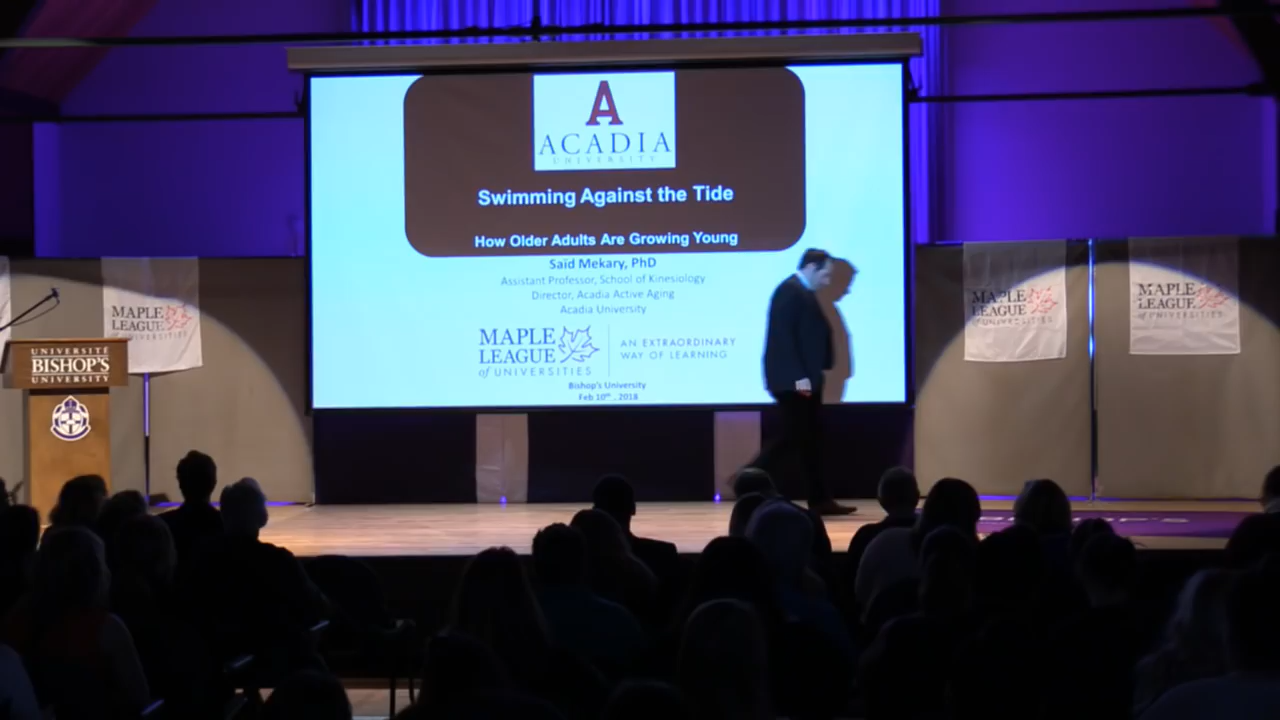 A
ACADIA
UNIVERSITY
Swimming Against the Tide
How Older Adults Are Growing Young
Saïd Mekary, PhD
Assistant Professor, School of Kinesiology
Director, Acadia Active Aging
Acadia University
MAPLE
LEAGUE
of UNIVERSITIES
AN EXTRAORDINARY
WAY OF LEARNING
Bishop's University
Feb 10th, 2018
MAPLE
LEAGUE
of UNIVERSITIES
UNIVERSITÉ
BISHOP'S
UNIVERSITY
MAPLE
LEAGUE
of UNIVERSITIES
MAPLE
LEAGUE
of UNIVERSITIES